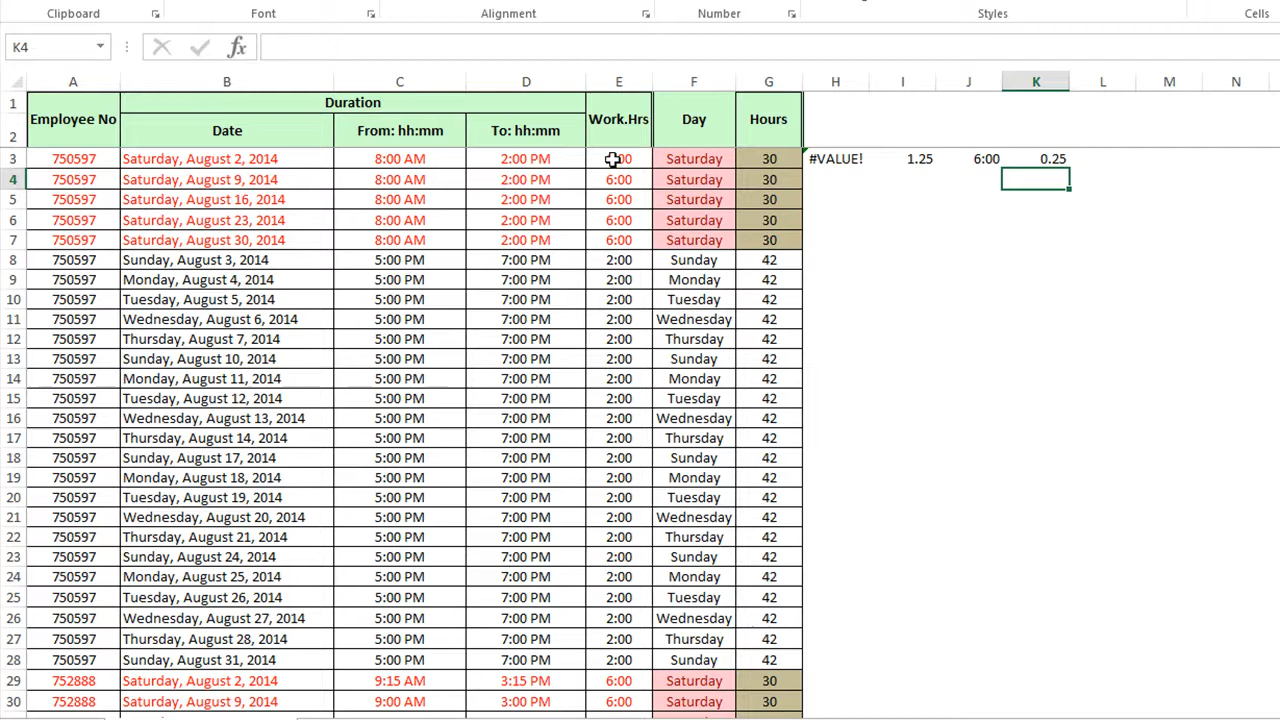 Clipboard Font Alignment Number Styles Cells
K4 fx
A B C D E F G H I J K L M N
1 Employee No Duration Work.Hrs Day Hours
2 Date From: hh:mm To: hh:mm
3 750597 Saturday, August 2, 2014 8:00 AM 2:00 PM Saturday 30 #VALUE! 1.25 6:00 0.25
4 750597 Saturday, August 9, 2014 8:00 AM 2:00 PM 6:00 Saturday 30
5 750597 Saturday, August 16, 2014 8:00 AM 2:00 PM 6:00 Saturday 30
6 750597 Saturday, August 23, 2014 8:00 AM 2:00 PM 6:00 Saturday 30
7 750597 Saturday, August 30, 2014 8:00 AM 2:00 PM 6:00 Saturday 30
8 750597 Sunday, August 3, 2014 5:00 PM 7:00 PM 2:00 Sunday 42
9 750597 Monday, August 4, 2014 5:00 PM 7:00 PM 2:00 Monday 42
10 750597 Tuesday, August 5, 2014 5:00 PM 7:00 PM 2:00 Tuesday 42
11 750597 Wednesday, August 6, 2014 5:00 PM 7:00 PM 2:00 Wednesday 42
12 750597 Thursday, August 7, 2014 5:00 PM 7:00 PM 2:00 Thursday 42
13 750597 Sunday, August 10, 2014 5:00 PM 7:00 PM 2:00 Sunday 42
14 750597 Monday, August 11, 2014 5:00 PM 7:00 PM 2:00 Monday 42
15 750597 Tuesday, August 12, 2014 5:00 PM 7:00 PM 2:00 Tuesday 42
16 750597 Wednesday, August 13, 2014 5:00 PM 7:00 PM 2:00 Wednesday 42
17 750597 Thursday, August 14, 2014 5:00 PM 7:00 PM 2:00 Thursday 42
18 750597 Sunday, August 17, 2014 5:00 PM 7:00 PM 2:00 Sunday 42
19 750597 Monday, August 18, 2014 5:00 PM 7:00 PM 2:00 Monday 42
20 750597 Tuesday, August 19, 2014 5:00 PM 7:00 PM 2:00 Tuesday 42
21 750597 Wednesday, August 20, 2014 5:00 PM 7:00 PM 2:00 Wednesday 42
22 750597 Thursday, August 21, 2014 5:00 PM 7:00 PM 2:00 Thursday 42
23 750597 Sunday, August 24, 2014 5:00 PM 7:00 PM 2:00 Sunday 42
24 750597 Monday, August 25, 2014 5:00 PM 7:00 PM 2:00 Monday 42
25 750597 Tuesday, August 26, 2014 5:00 PM 7:00 PM 2:00 Tuesday 42
26 750597 Wednesday, August 27, 2014 5:00 PM 7:00 PM 2:00 Wednesday 42
27 750597 Thursday, August 28, 2014 5:00 PM 7:00 PM 2:00 Thursday 42
28 750597 Sunday, August 31, 2014 5:00 PM 7:00 PM 2:00 Sunday 42
29 752888 Saturday, August 2, 2014 9:15 AM 3:15 PM 6:00 Saturday 30
30 752888 Saturday, August 9, 2014 9:00 AM 3:00 PM 6:00 Saturday 30